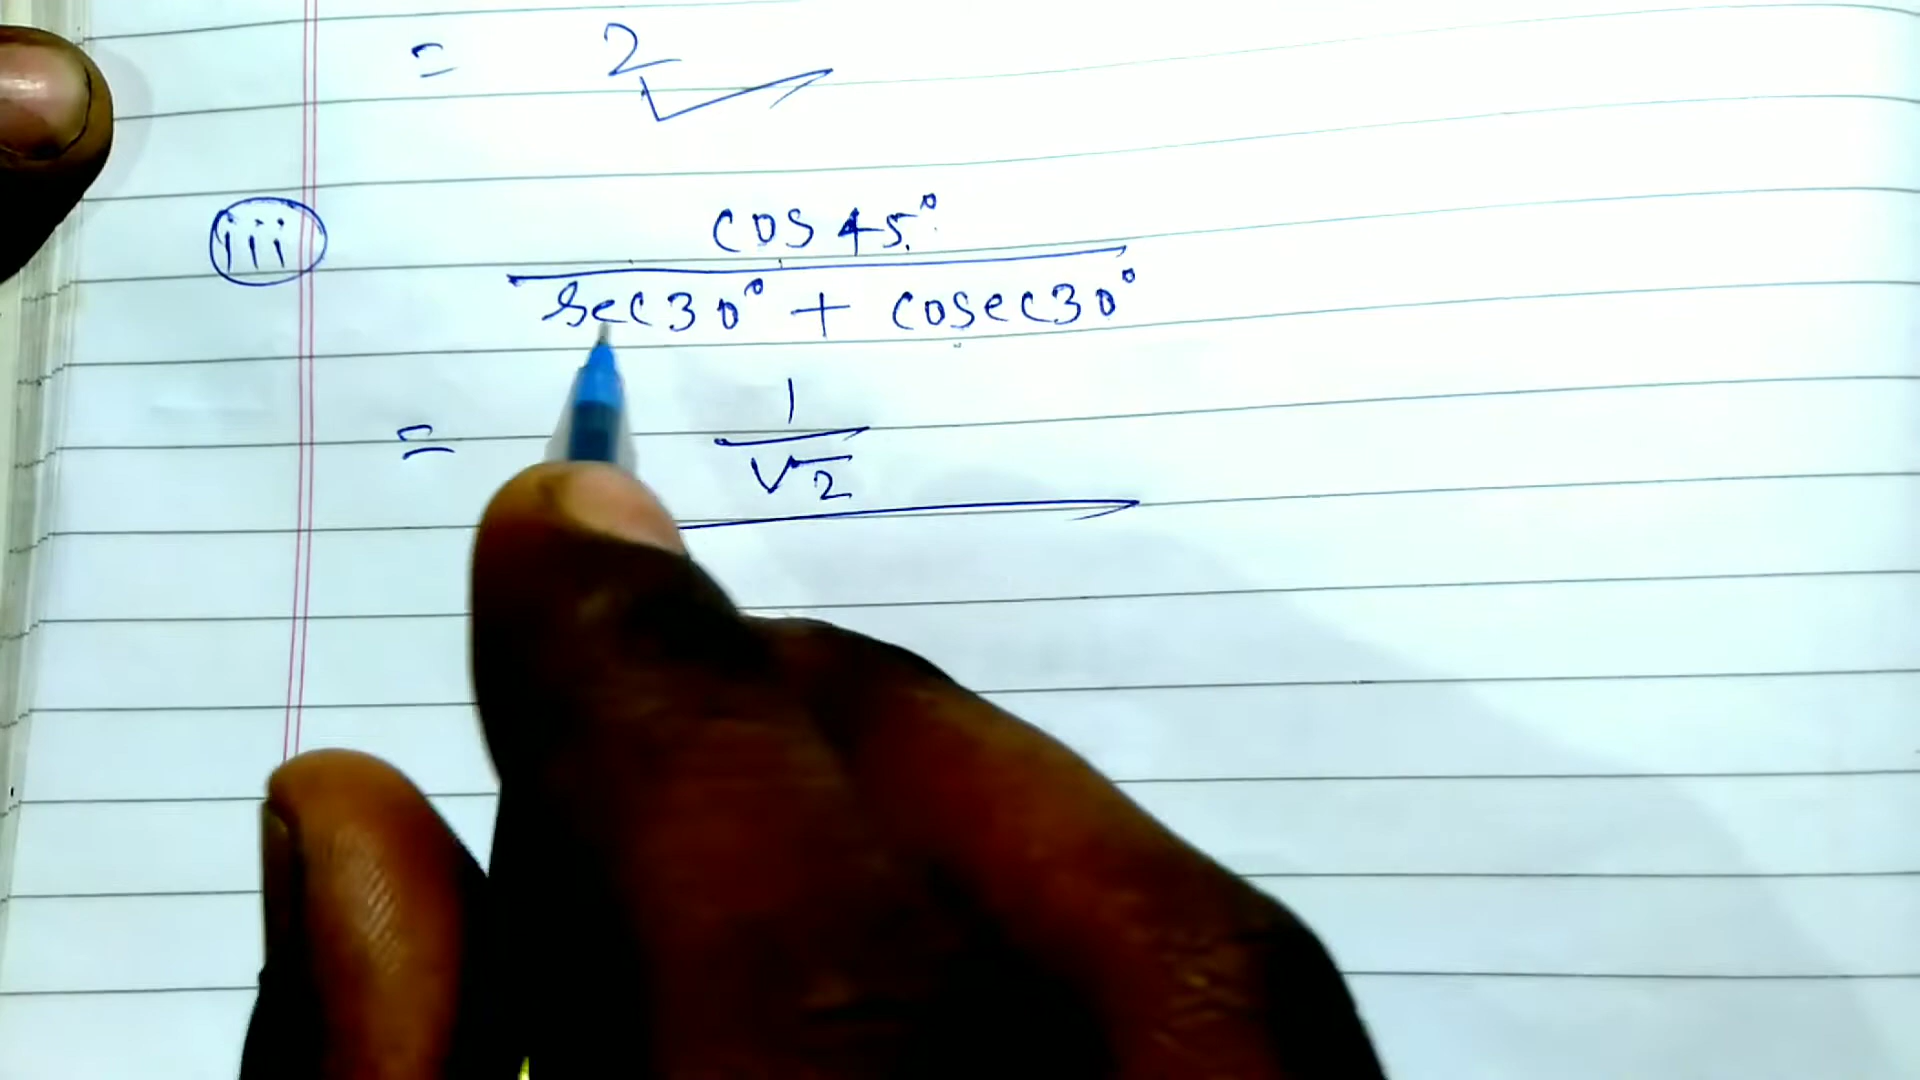 = 2
iii cos 45°
sec 30° + cosec 30°
= 1
√2